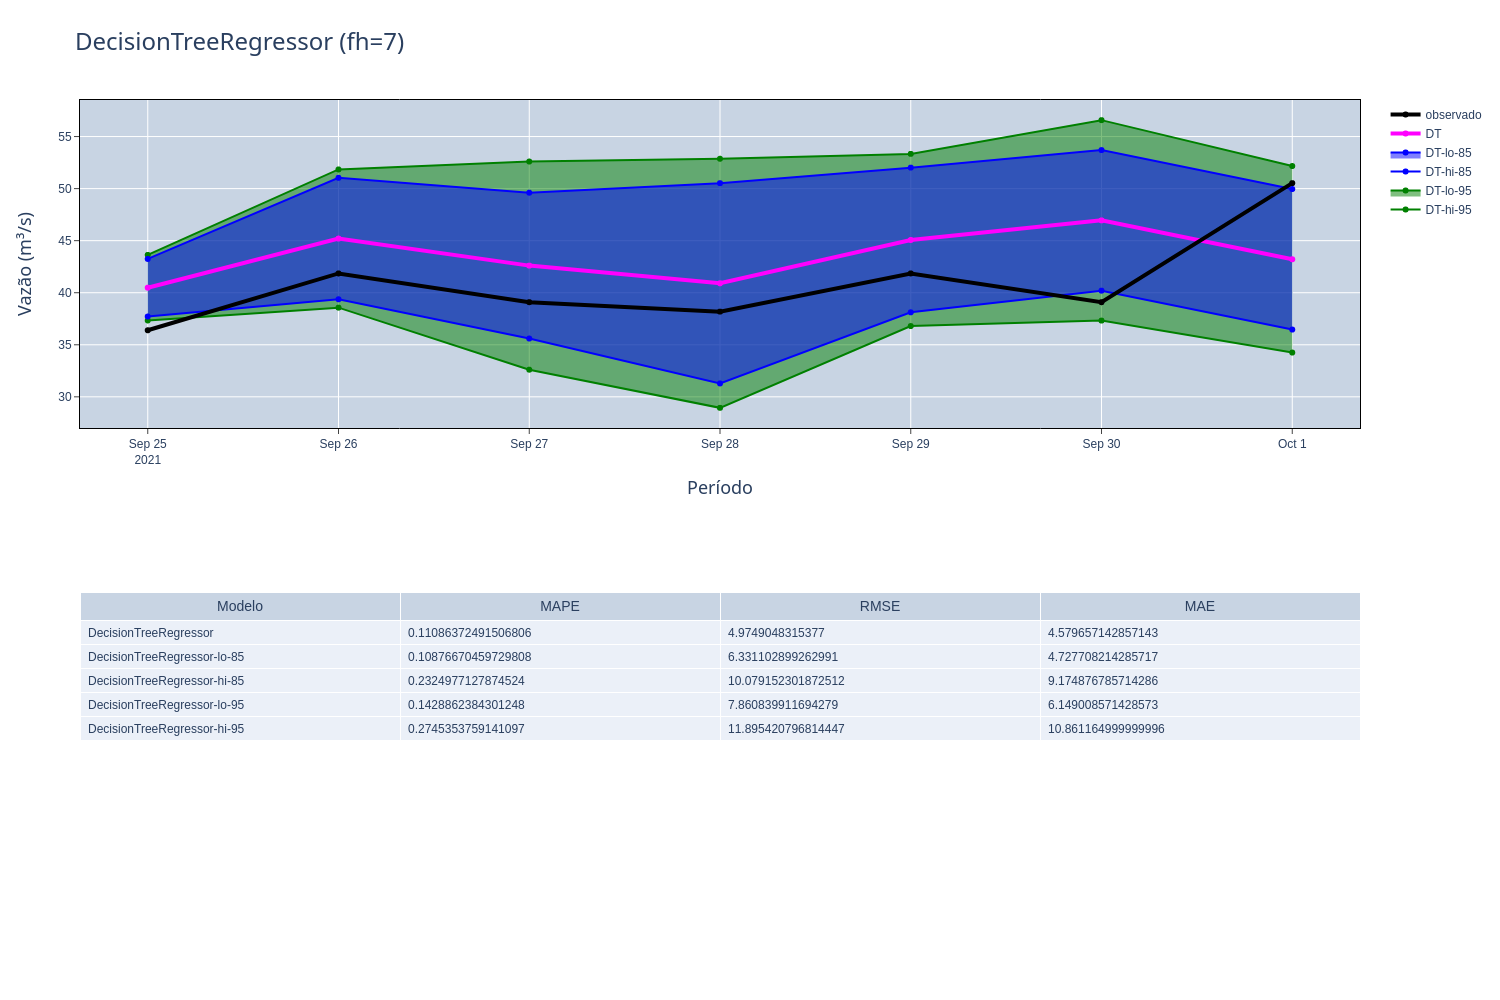 DecisionTreeRegressor (fh=7)
observado
DT
DT-lo-85
DT-hi-85
DT-lo-95
DT-hi-95
Vazão (m³/s)
55
50
45
40
35
30
Sep 25
2021
Sep 26
Sep 27
Sep 28
Sep 29
Sep 30
Oct 1
Período
Modelo MAPE RMSE MAE
DecisionTreeRegressor 0.11086372491506806 4.9749048315377 4.579657142857143
DecisionTreeRegressor-lo-85 0.10876670459729808 6.331102899262991 4.727708214285717
DecisionTreeRegressor-hi-85 0.2324977127874524 10.079152301872512 9.174876785714286
DecisionTreeRegressor-lo-95 0.1428862384301248 7.860839911694279 6.149008571428573
DecisionTreeRegressor-hi-95 0.2745353759141097 11.895420796814447 10.861164999999996